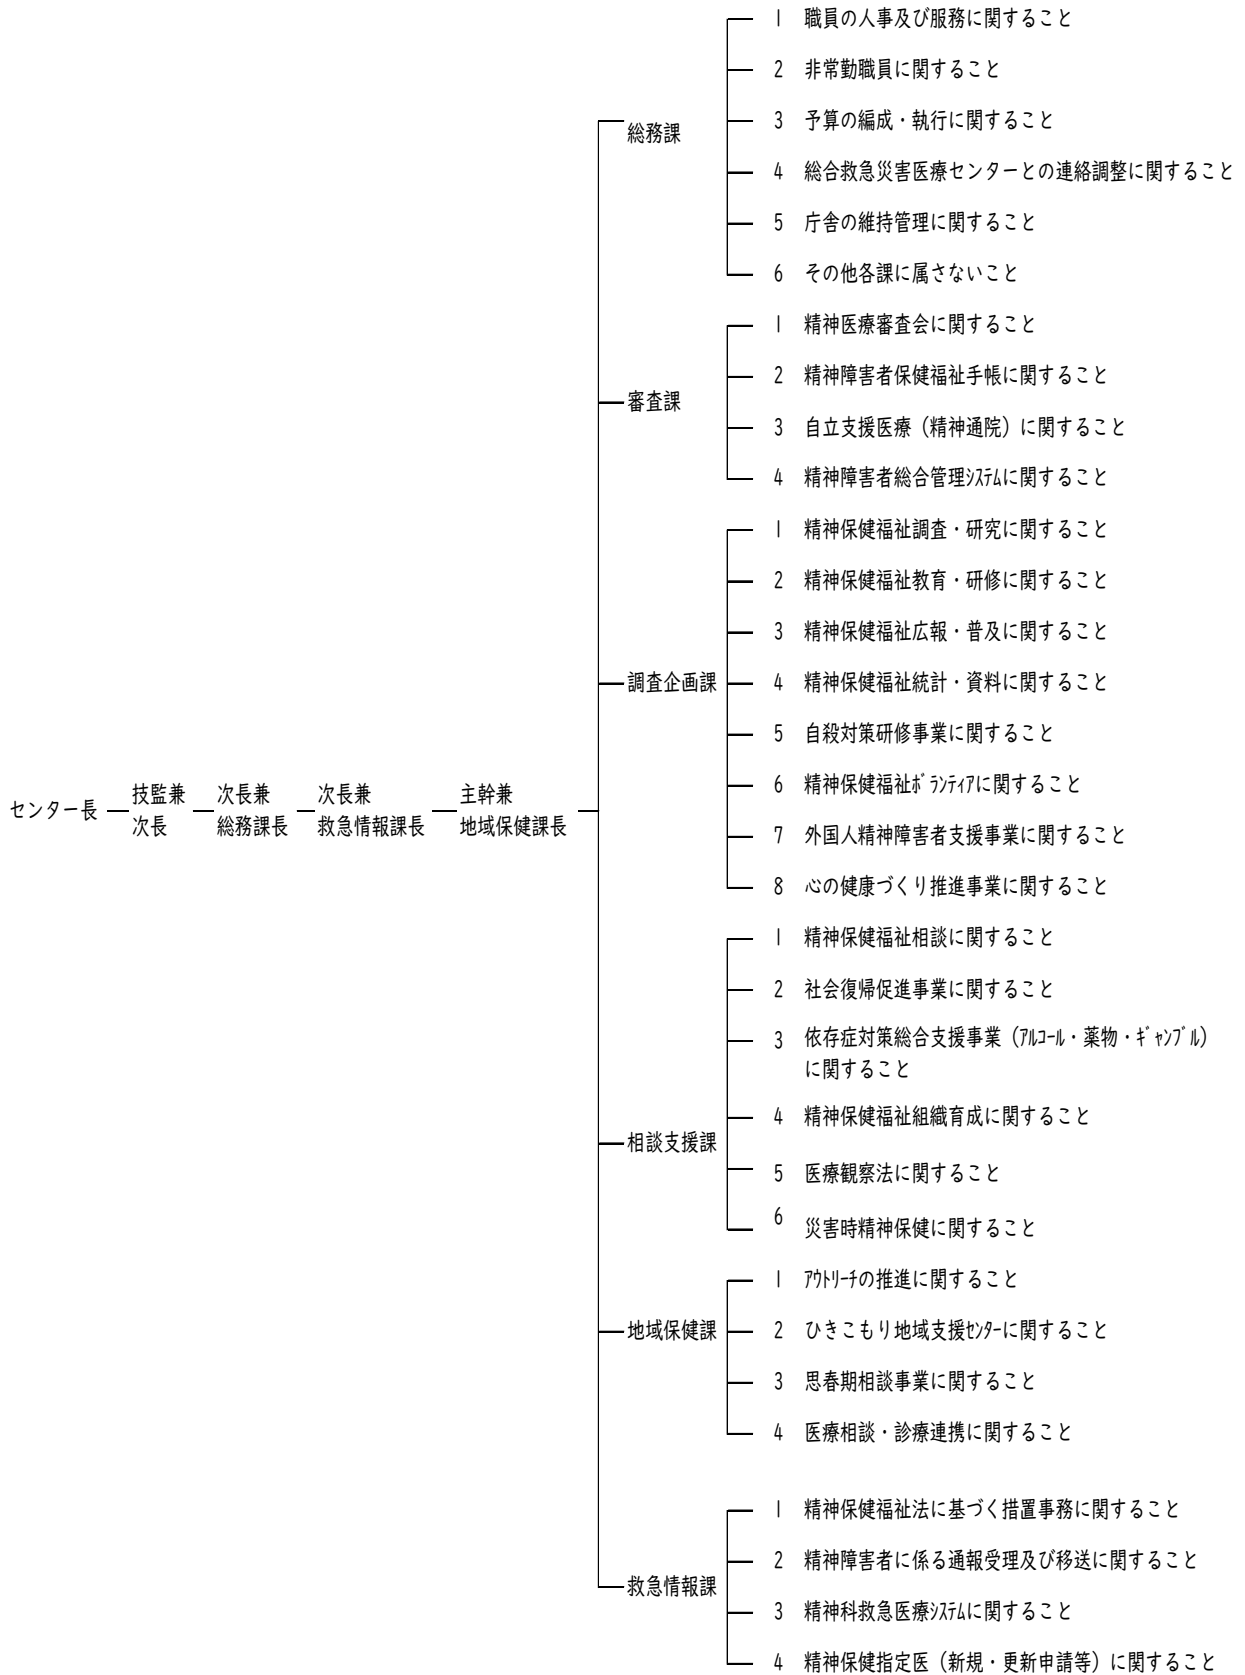 センター長
技監兼
次長
次長兼
総務課長
次長兼
救急情報課長
主幹兼
地域保健課長
総務課
1 職員の人事及び服務に関すること
2 非常勤職員に関すること
3 予算の編成・執行に関すること
4 総合救急災害医療センターとの連絡調整に関すること
5 庁舎の維持管理に関すること
6 その他各課に属さないこと
審査課
1 精神医療審査会に関すること
2 精神障害者保健福祉手帳に関すること
3 自立支援医療（精神通院）に関すること
4 精神障害者総合管理ｼｽﾃﾑに関すること
調査企画課
1 精神保健福祉調査・研究に関すること
2 精神保健福祉教育・研修に関すること
3 精神保健福祉広報・普及に関すること
4 精神保健福祉統計・資料に関すること
5 自殺対策研修事業に関すること
6 精神保健福祉ﾎﾞﾗﾝﾃｨｱに関すること
7 外国人精神障害者支援事業に関すること
8 心の健康づくり推進事業に関すること
相談支援課
1 精神保健福祉相談に関すること
2 社会復帰促進事業に関すること
3 依存症対策総合支援事業（ｱﾙｺｰﾙ・薬物・ｷﾞｬﾝﾌﾞﾙ）
に関すること
4 精神保健福祉組織育成に関すること
5 医療観察法に関すること
6 災害時精神保健に関すること
地域保健課
1 ｱｳﾄﾘｰﾁの推進に関すること
2 ひきこもり地域支援ｾﾝﾀｰに関すること
3 思春期相談事業に関すること
4 医療相談・診療連携に関すること
救急情報課
1 精神保健福祉法に基づく措置事務に関すること
2 精神障害者に係る通報受理及び移送に関すること
3 精神科救急医療ｼｽﾃﾑに関すること
4 精神保健指定医（新規・更新申請等）に関すること